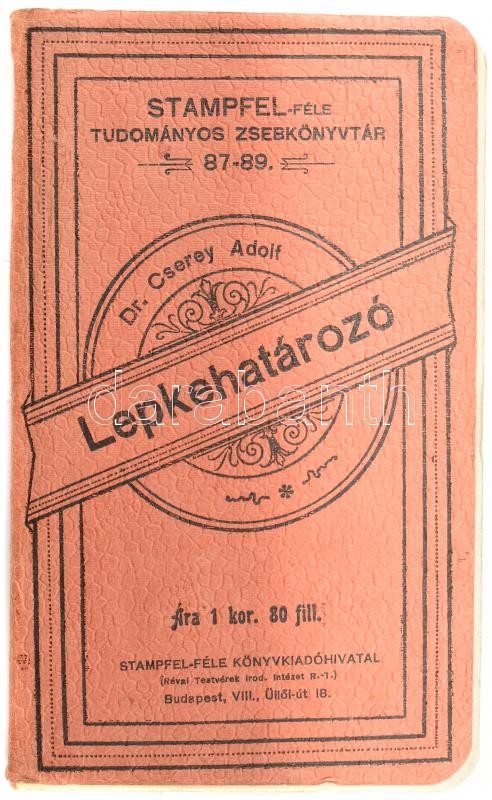 STAMPFEL-FÉLE
TUDOMÁNYOS ZSEBKÖNYVTÁR
87-89.
Dr. Cserey Adolf
Lepkehatározó
darabanth
Ára 1 kor. 80 fill.
STAMPFEL-FÉLE KÖNYVKIADÓHIVATAL
(Révai Testvérek Irod. Intézet R.-T.)
Budapest, VIII., Üllői-út 18.